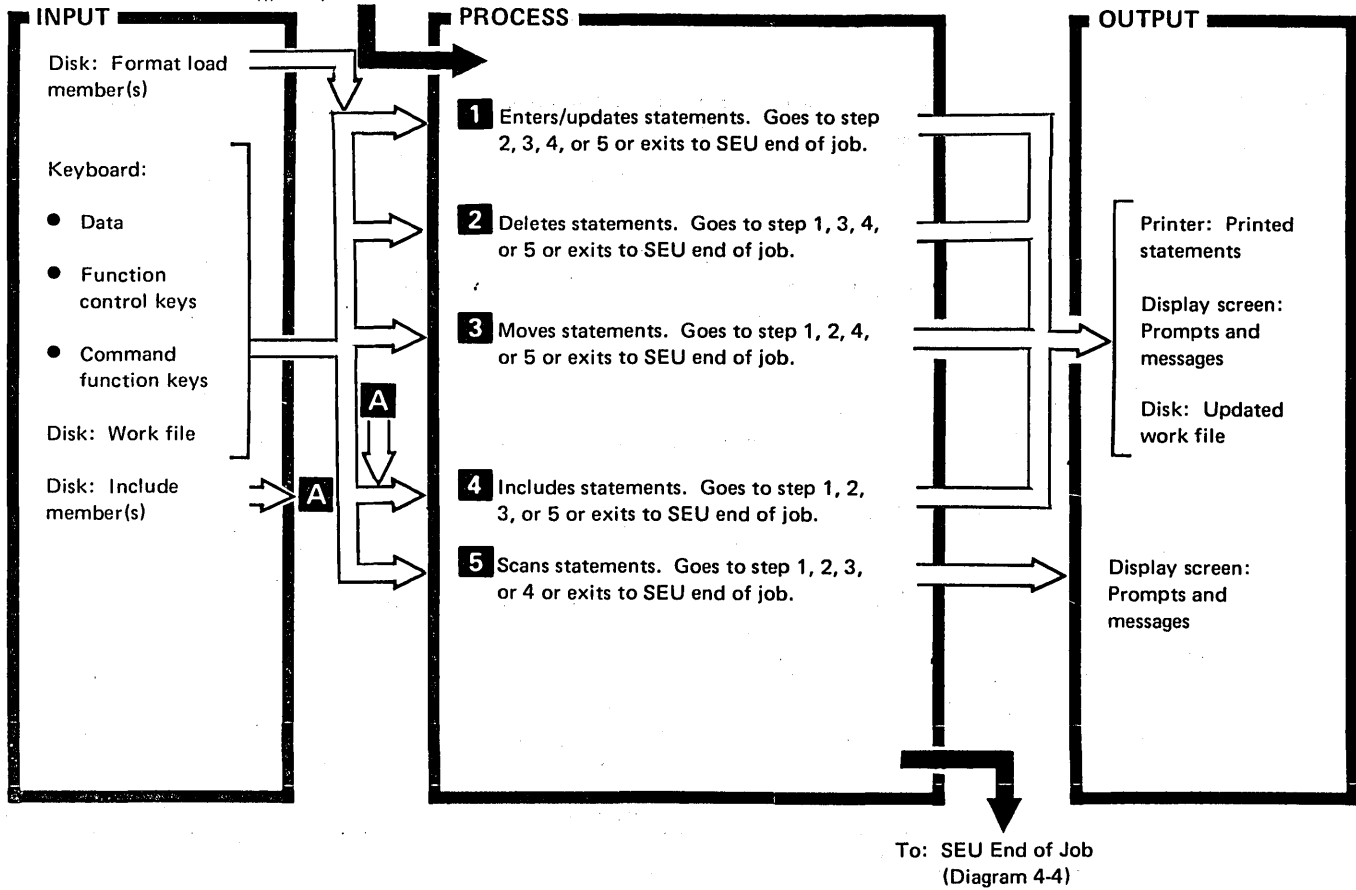 INPUT
Disk: Format load
member(s)
Keyboard:
● Data
● Function
control keys
● Command
function keys
Disk: Work file
Disk: Include
member(s)
A
A
PROCESS
1 Enters/updates statements. Goes to step
2, 3, 4, or 5 or exits to SEU end of job.
2 Deletes statements. Goes to step 1, 3, 4,
or 5 or exits to SEU end of job.
3 Moves statements. Goes to step 1, 2, 4,
or 5 or exits to SEU end of job.
4 Includes statements. Goes to step 1, 2,
3, or 5 or exits to SEU end of job.
5 Scans statements. Goes to step 1, 2, 3,
or 4 or exits to SEU end of job.
OUTPUT
Printer: Printed
statements
Display screen:
Prompts and
messages
Disk: Updated
work file
Display screen:
Prompts and
messages
To: SEU End of Job
(Diagram 4-4)